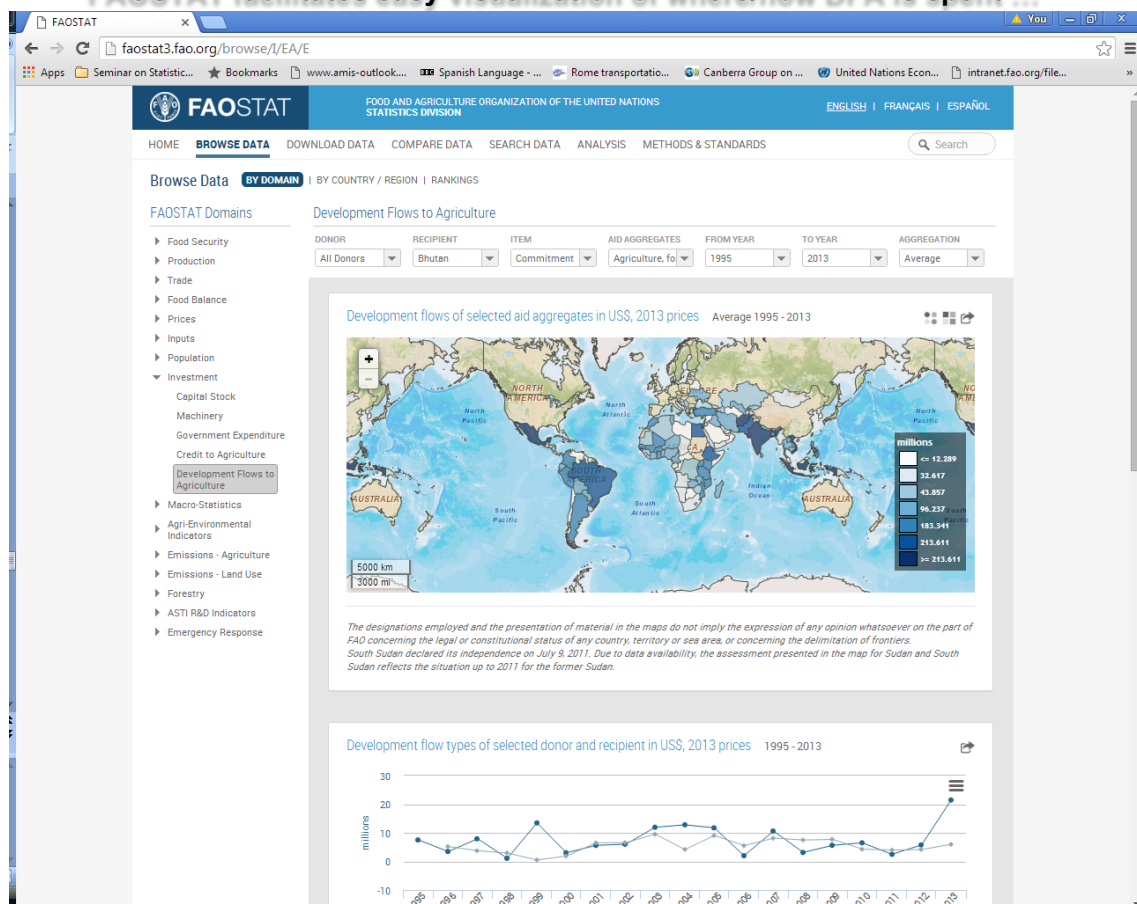 FAOSTAT facilitates easy visualization of where/how DFA is spent …
FAOSTAT
You
faostat3.fao.org/browse/I/EA/E
Apps Seminar on Statistic... Bookmarks www.amis-outlook.... Spanish Language - ... Rome transportatio... Canberra Group on ... United Nations Econ... intranet.fao.org/file... »
FAOSTAT
FOOD AND AGRICULTURE ORGANIZATION OF THE UNITED NATIONS
STATISTICS DIVISION
ENGLISH | FRANÇAIS | ESPAÑOL
HOME BROWSE DATA DOWNLOAD DATA COMPARE DATA SEARCH DATA ANALYSIS METHODS & STANDARDS Search
Browse Data BY DOMAIN | BY COUNTRY / REGION | RANKINGS
FAOSTAT Domains
Food Security
Production
Trade
Food Balance
Prices
Inputs
Population
Investment
Capital Stock
Machinery
Government Expenditure
Credit to Agriculture
Development Flows to
Agriculture
Macro-Statistics
Agri-Environmental
Indicators
Emissions - Agriculture
Emissions - Land Use
Forestry
ASTI R&D Indicators
Emergency Response
Development Flows to Agriculture
DONOR RECIPIENT ITEM AID AGGREGATES FROM YEAR TO YEAR AGGREGATION
All Donors Bhutan Commitment Agriculture, fo 1995 2013 Average
Development flows of selected aid aggregates in US$, 2013 prices Average 1995 - 2013
+
-
NORTH
AMERICA
North
Pacific
North
Atlantic
SOUTH
AMERICA
AUSTRALIA
South
Pacific
South
Atlantic
Indian
Ocean
AUSTRALIA
North
Pacific
millions
<= 12.289
32.617
43.857
96.237
183.341
213.611
>= 213.611
5000 km
3000 mi
The designations employed and the presentation of material in the maps do not imply the expression of any opinion whatsoever on the part of
FAO concerning the legal or constitutional status of any country, territory or sea area, or concerning the delimitation of frontiers.
South Sudan declared its independence on July 9, 2011. Due to data availability, the assessment presented in the map for Sudan and South
Sudan reflects the situation up to 2011 for the former Sudan.
Development flow types of selected donor and recipient in US$, 2013 prices 1995 - 2013
millions
30
20
10
0
-10